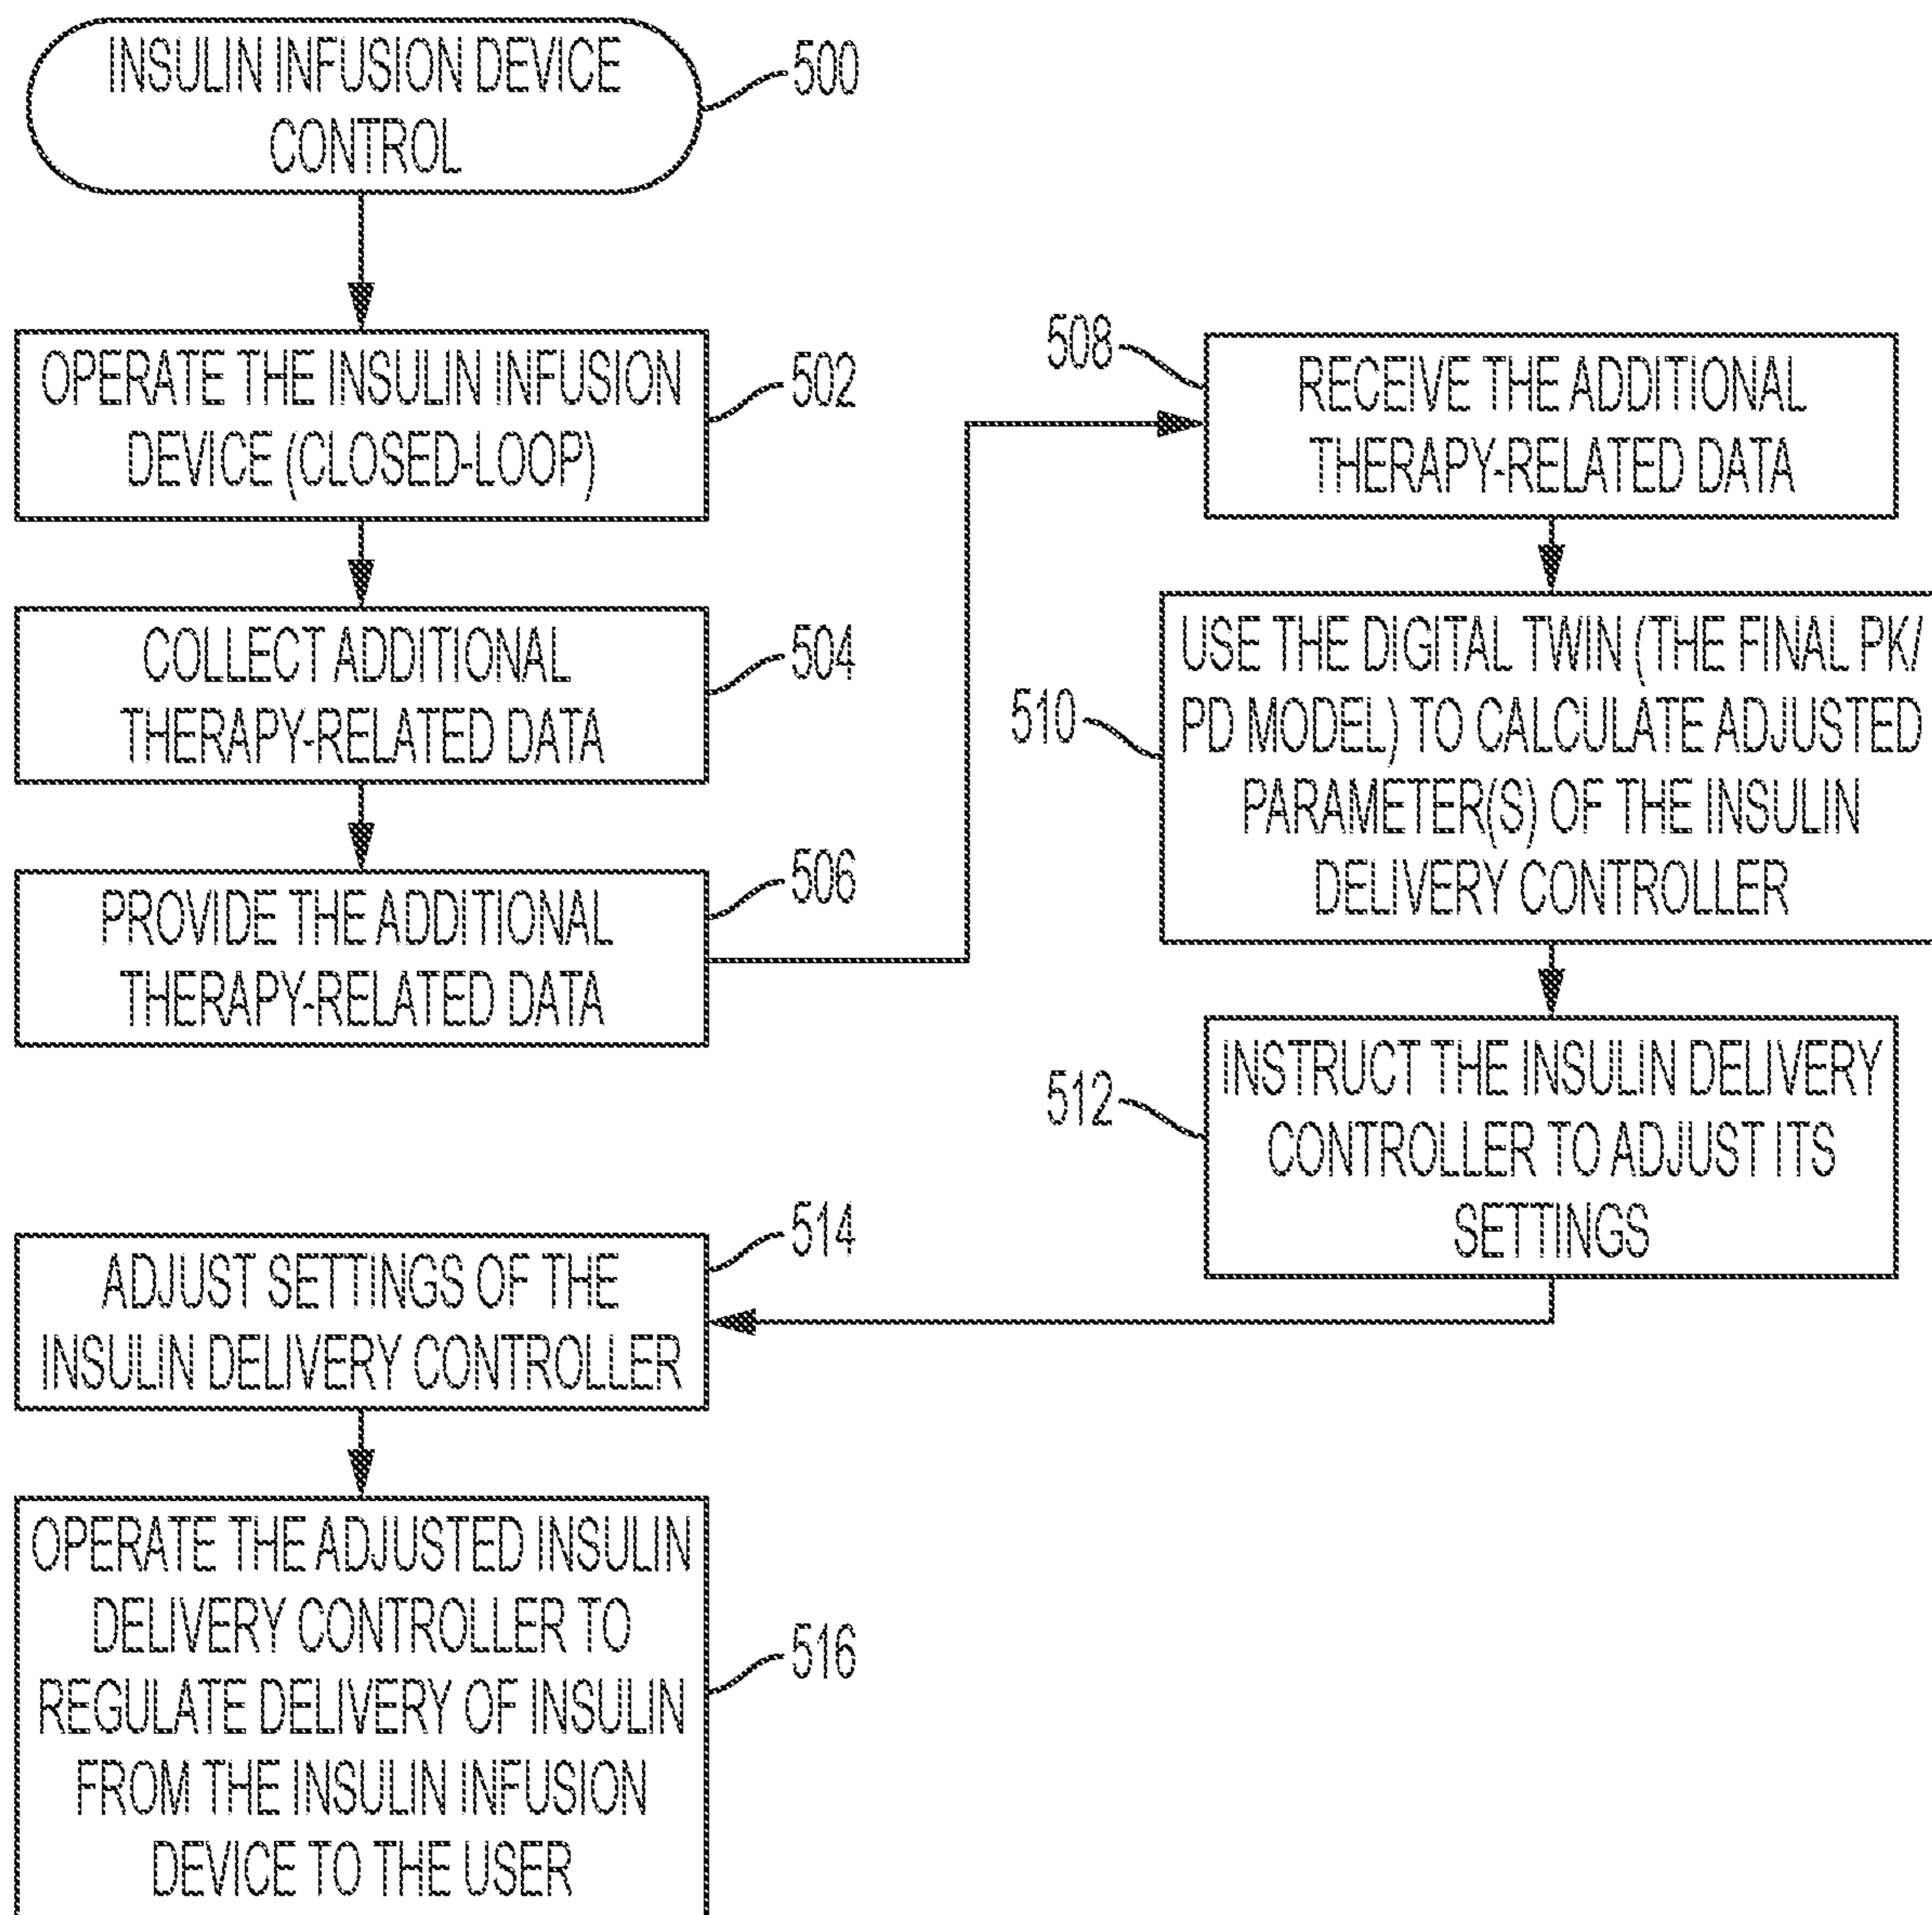 INSULIN INFUSION DEVICE
CONTROL
500
OPERATE THE INSULIN INFUSION
DEVICE (CLOSED-LOOP)
502
COLLECT ADDITIONAL
THERAPY-RELATED DATA
504
PROVIDE THE ADDITIONAL
THERAPY-RELATED DATA
506
508
RECEIVE THE ADDITIONAL
THERAPY-RELATED DATA
510
USE THE DIGITAL TWIN (THE FINAL PK/
PD MODEL) TO CALCULATE ADJUSTED
PARAMETER(S) OF THE INSULIN
DELIVERY CONTROLLER
512
INSTRUCT THE INSULIN DELIVERY
CONTROLLER TO ADJUST ITS
SETTINGS
514
ADJUST SETTINGS OF THE
INSULIN DELIVERY CONTROLLER
OPERATE THE ADJUSTED INSULIN
DELIVERY CONTROLLER TO
REGULATE DELIVERY OF INSULIN
FROM THE INSULIN INFUSION
DEVICE TO THE USER
516